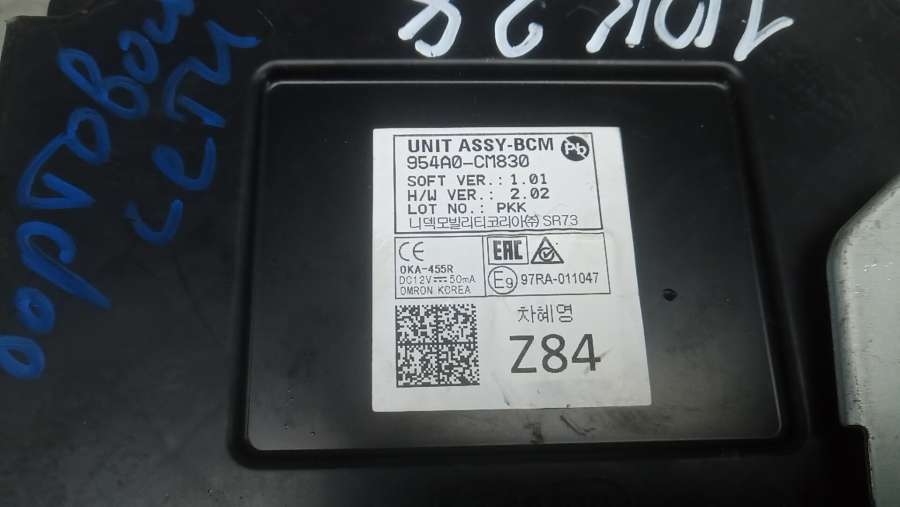 UNIT ASSY-BCM
Pb
954A0-CM830
SOFT VER.: 1.01
H/W VER.: 2.02
LOT NO.: PKK
니덱모빌리티코리아㈜ SR73
CE
EAC
OKA-455R
DC12V⎓50mA
OMRON KOREA
E9 97RA-011047
차혜영
Z84